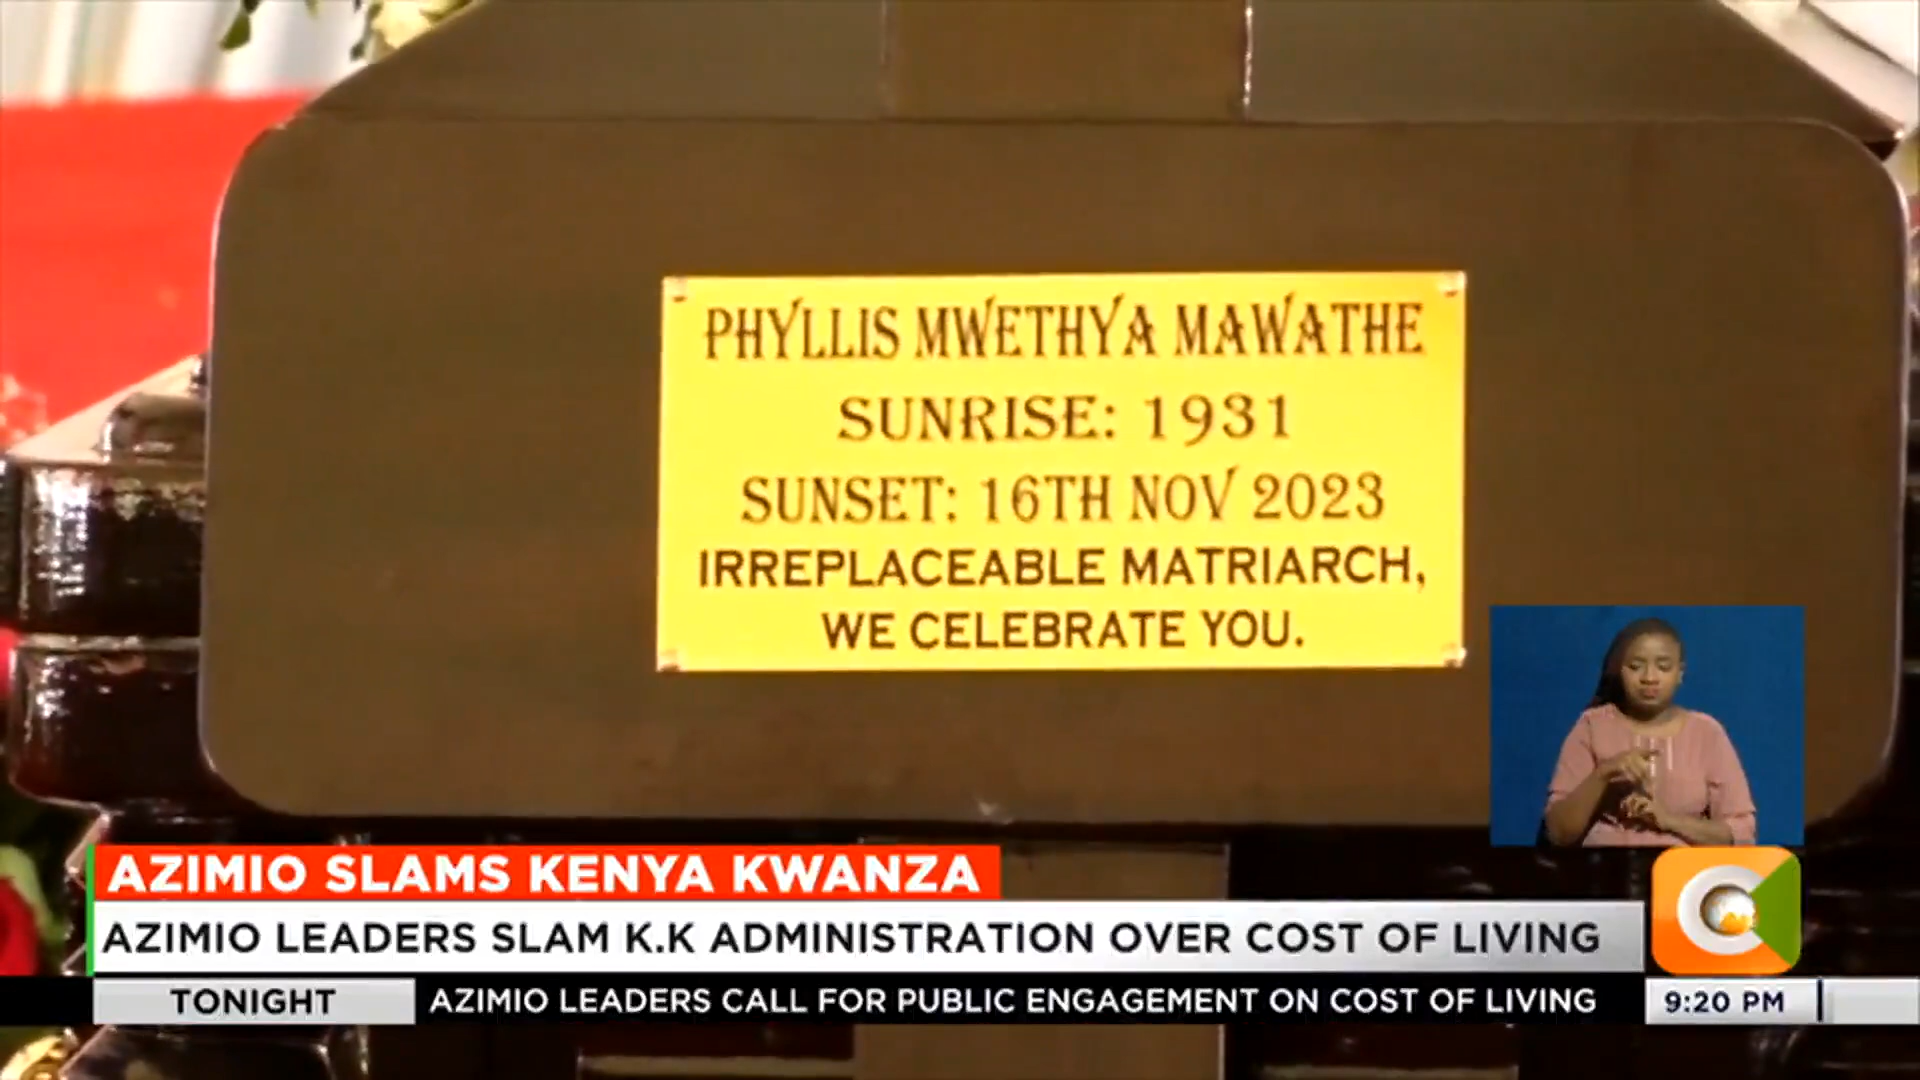 PHYLLIS MWETHYA MAWATHE
SUNRISE: 1931
SUNSET: 16TH NOV 2023
IRREPLACEABLE MATRIARCH,
WE CELEBRATE YOU.
AZIMIO SLAMS KENYA KWANZA
AZIMIO LEADERS SLAM K.K ADMINISTRATION OVER COST OF LIVING
TONIGHT AZIMIO LEADERS CALL FOR PUBLIC ENGAGEMENT ON COST OF LIVING 9:20 PM